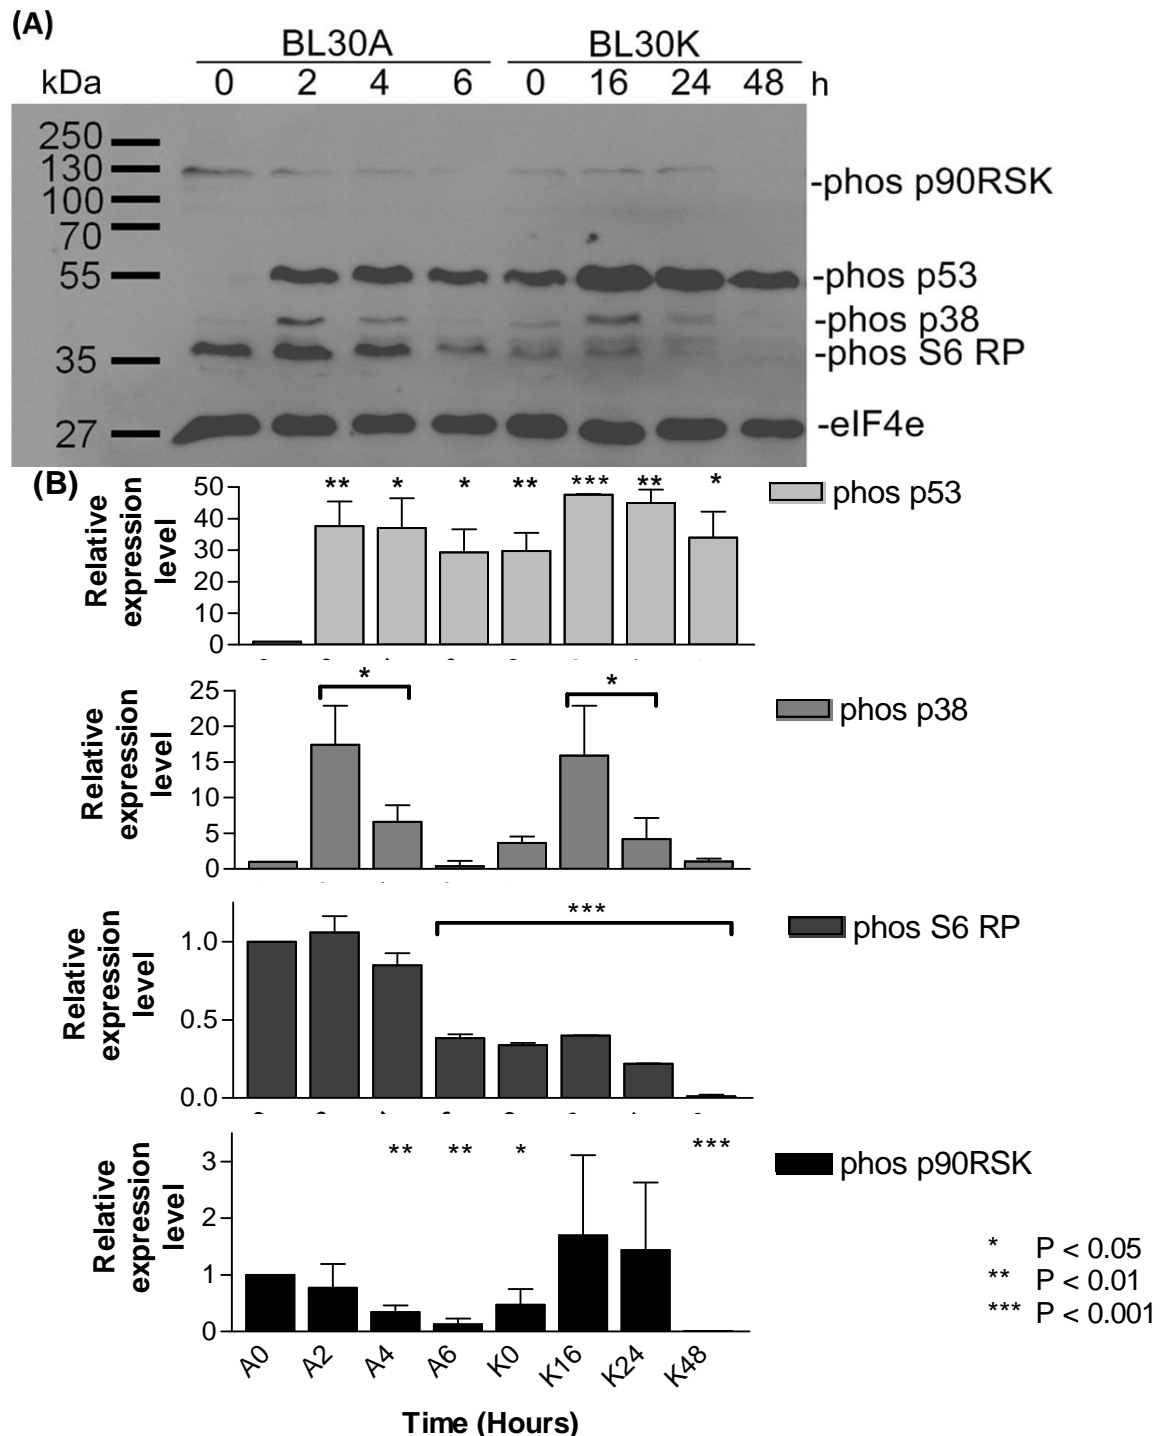 (A)
BL30A BL30K
kDa 0 2 4 6 0 16 24 48 h
250
130
100
70
55
35
27
-phos p90RSK
-phos p53
-phos p38
-phos S6 RP
-eIF4e
(B)
Relative
expression
level
50
40
30
20
10
0
** * * ** *** ** *
phos p53
Relative
expression
level
25
20
15
10
5
0
* *
phos p38
Relative
expression
level
1.0
0.5
0.0
***
phos S6 RP
Relative
expression
level
3
2
1
0
** ** * ***
phos p90RSK
* P < 0.05
** P < 0.01
*** P < 0.001
A0 A2 A4 A6 K0 K16 K24 K48
Time (Hours)